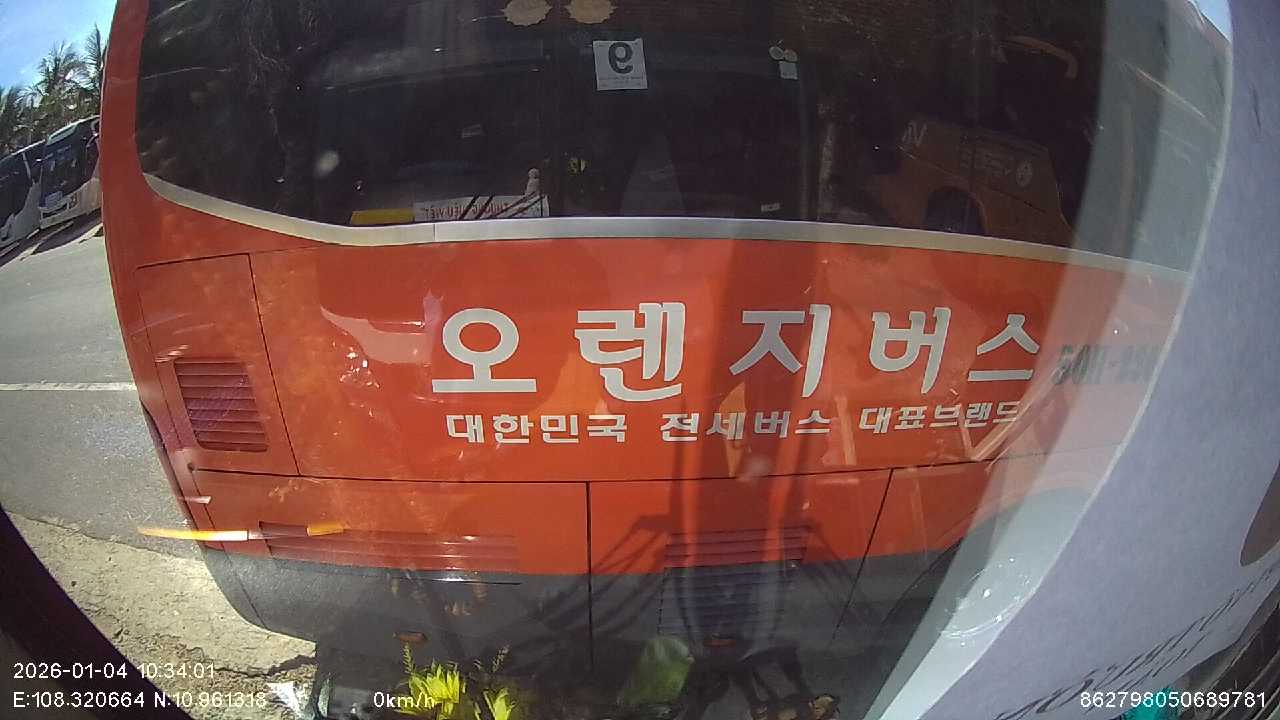 오렌지버스
대한민국 전세버스 대표브랜드
2026-01-04 10:34:01
E:108.320664 N:10.961318
0km/h
862798050689781